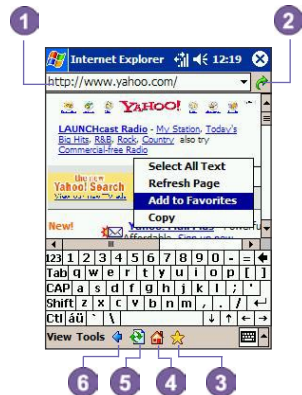 1
2
Internet Explorer 12:19
http://www.yahoo.com/
YAHOO!
LAUNCHcast Radio - My Station, Today's
Big Hits, R&B, Rock, Country also try
Commercial-free Radio
Select All Text
Refresh Page
Add to Favorites
Copy
the new
Yahoo! Search
New!
Affordable
123 1 2 3 4 5 6 7 8 9 0 - =
Tab q w e r t y u i o p [ ]
CAP a s d f g h j k l ; '
Shift z x c v b n m , . /
Ctl áü ` \
View Tools
6
5
4
3